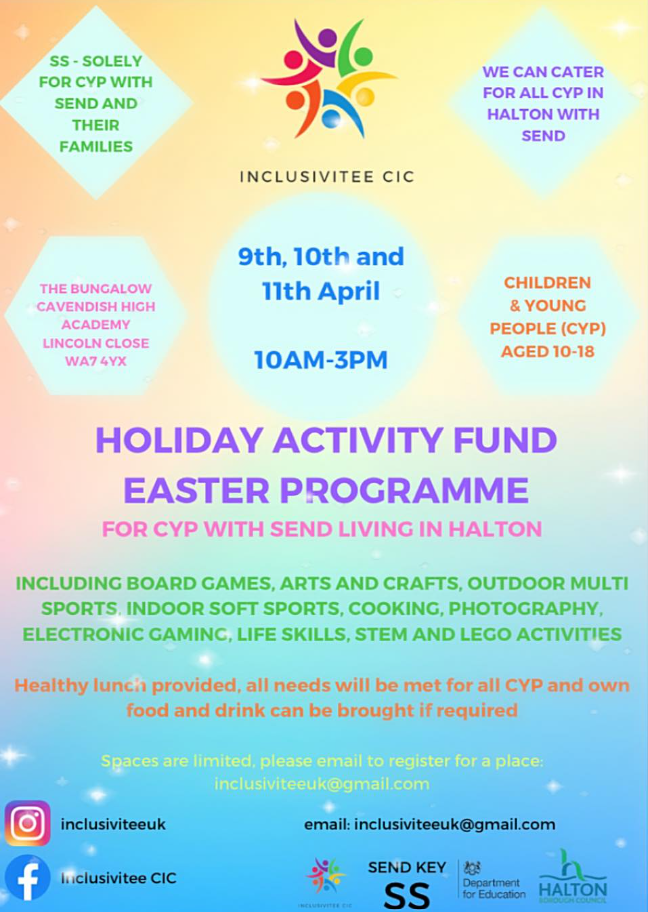 SS - SOLELY
FOR CYP WITH
SEND AND
THEIR
FAMILIES
INCLUSIVITEE CIC
WE CAN CATER
FOR ALL CYP IN
HALTON WITH
SEND
THE BUNGALOW
CAVENDISH HIGH
ACADEMY
LINCOLN CLOSE
WA7 4YX
9th, 10th and
11th April
10AM-3PM
CHILDREN
& YOUNG
PEOPLE (CYP)
AGED 10-18
HOLIDAY ACTIVITY FUND
EASTER PROGRAMME
FOR CYP WITH SEND LIVING IN HALTON
INCLUDING BOARD GAMES, ARTS AND CRAFTS, OUTDOOR MULTI
SPORTS, INDOOR SOFT SPORTS, COOKING, PHOTOGRAPHY,
ELECTRONIC GAMING, LIFE SKILLS, STEM AND LEGO ACTIVITIES
Healthy lunch provided, all needs will be met for all CYP and own
food and drink can be brought if required
Spaces are limited, please email to register for a place:
inclusiviteeuk@gmail.com
inclusiviteeuk
email: inclusiviteeuk@gmail.com
Inclusivitee CIC
INCLUSIVITEE CIC
SEND KEY
SS
Department
for Education
HALTON
BOROUGH COUNCIL